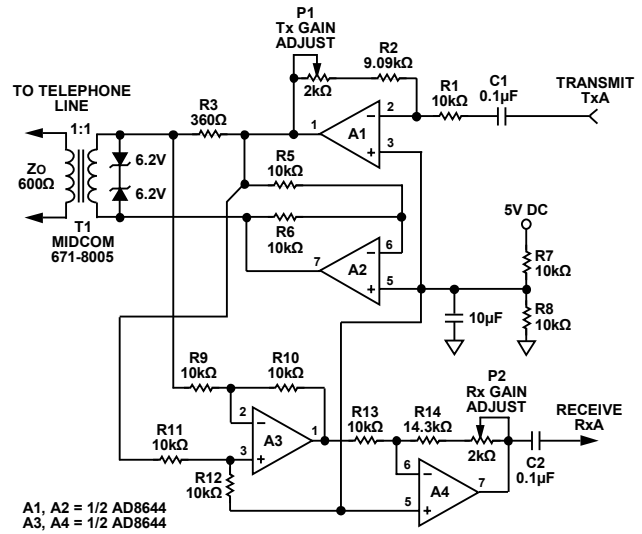 P1
Tx GAIN
ADJUST
2kΩ
R2
9.09kΩ
R1
10kΩ
C1
0.1µF
TRANSMIT
TxA
TO TELEPHONE
LINE
1:1
R3
360Ω
1
A1
2
3
6.2V
6.2V
ZO
600Ω
T1
MIDCOM
671-8005
R5
10kΩ
R6
10kΩ
7
A2
6
5
5V DC
R7
10kΩ
R8
10kΩ
10µF
R9
10kΩ
R10
10kΩ
2
3
A3
1
R11
10kΩ
R12
10kΩ
R13
10kΩ
R14
14.3kΩ
P2
Rx GAIN
ADJUST
2kΩ
RECEIVE
RxA
C2
0.1µF
6
5
A4
7
A1, A2 = 1/2 AD8644
A3, A4 = 1/2 AD8644